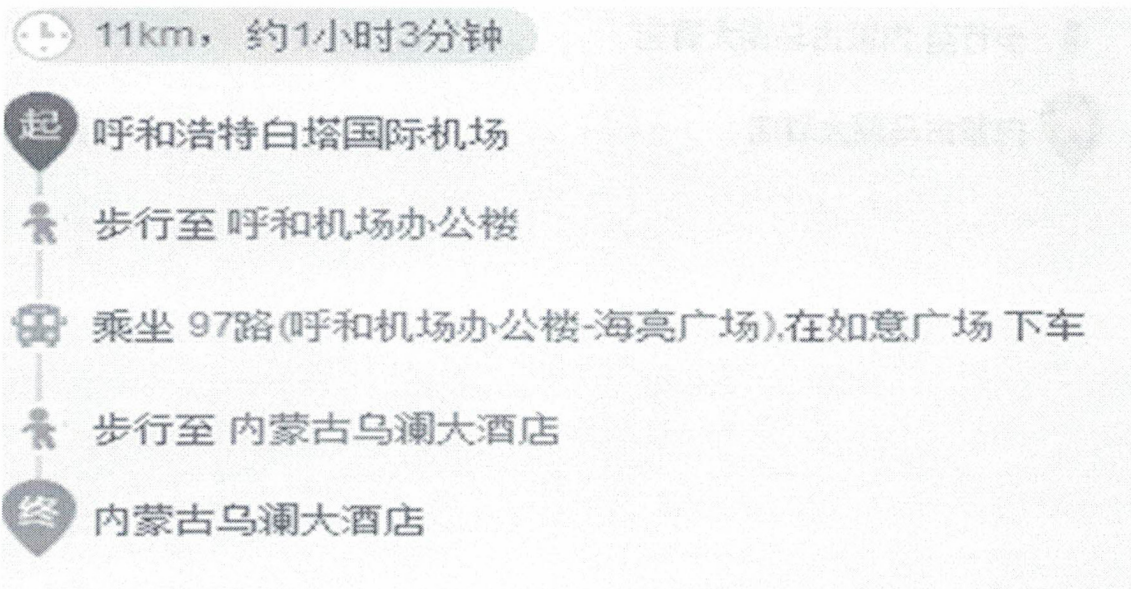 11km， 约1小时3分钟
起 呼和浩特白塔国际机场
步行至 呼和机场办公楼
乘坐 97路(呼和机场办公楼-海亮广场),在如意广场 下车
步行至 内蒙古乌澜大酒店
终 内蒙古乌澜大酒店